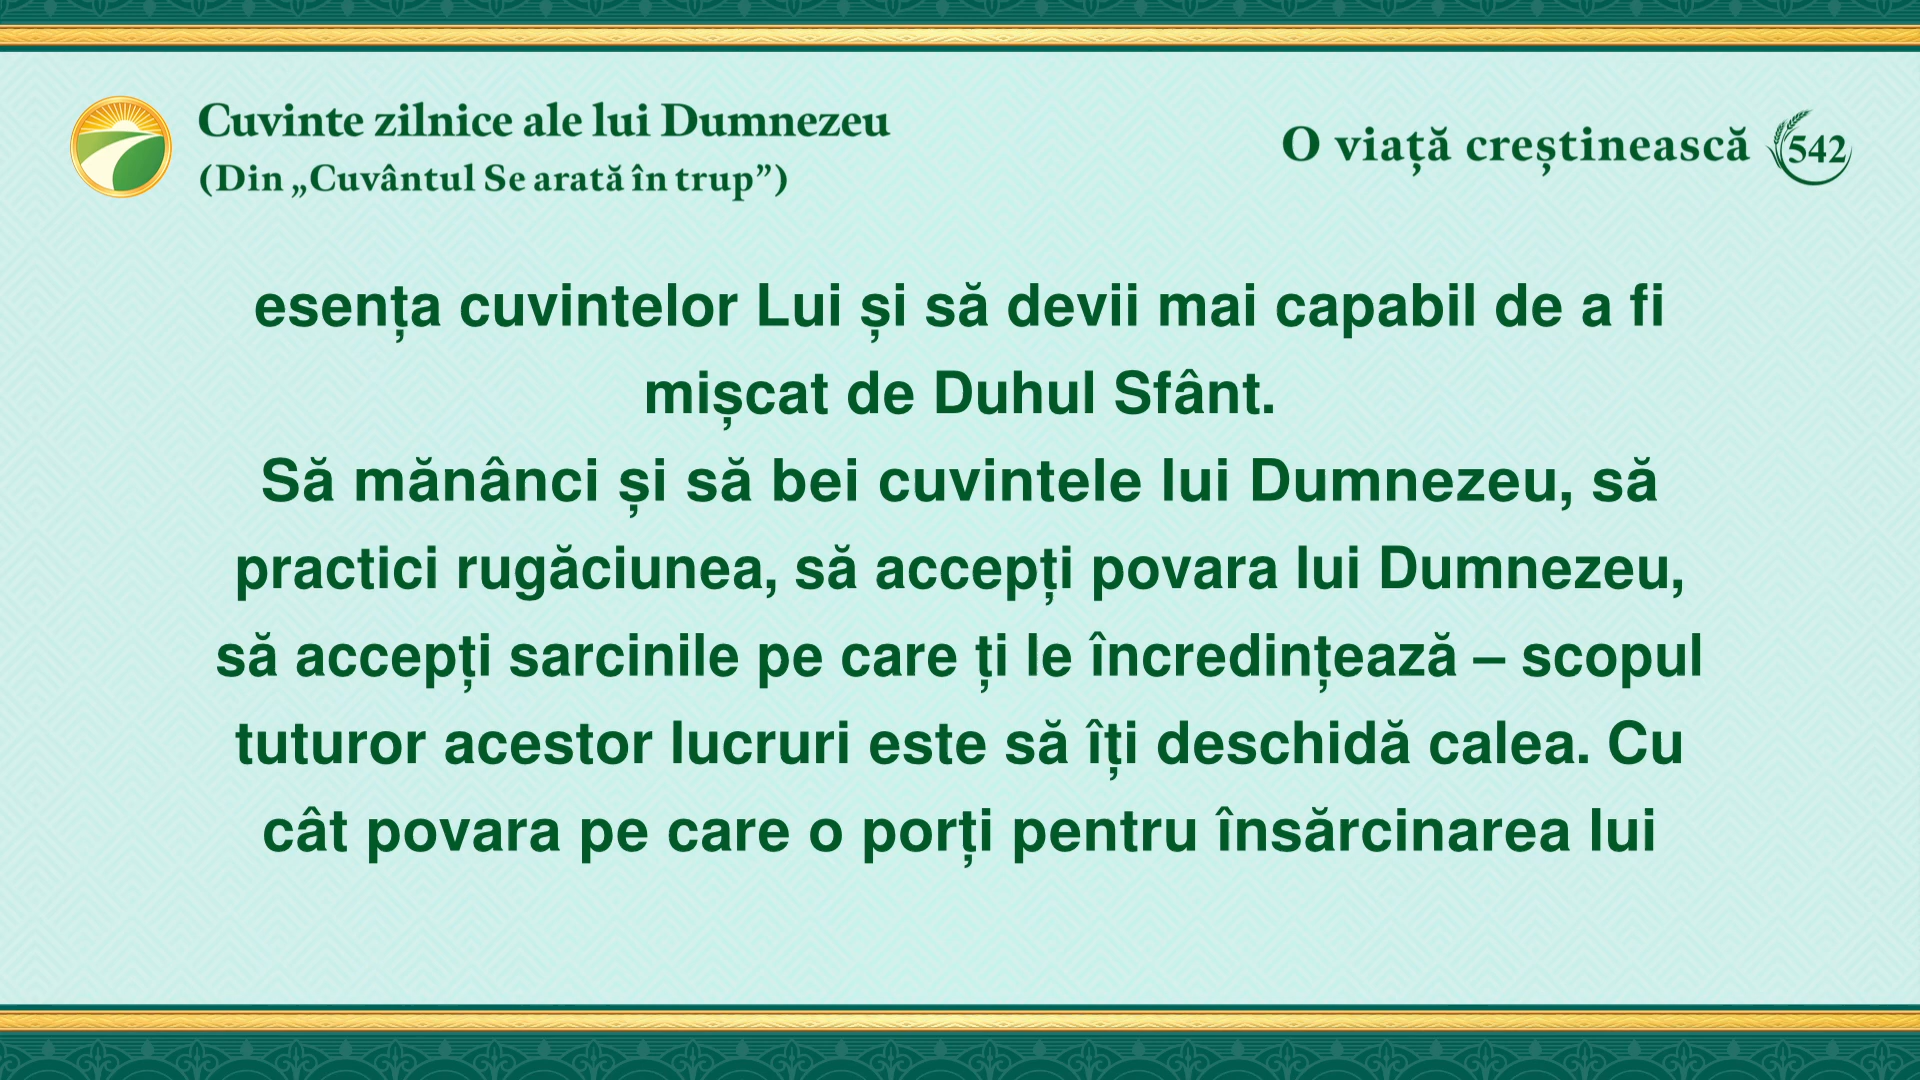 Cuvinte zilnice ale lui Dumnezeu
(Din „Cuvântul Se arată în trup”)
O viață creștinească 542
esența cuvintelor Lui și să devii mai capabil de a fi
mișcat de Duhul Sfânt.
Să mănânci și să bei cuvintele lui Dumnezeu, să
practici rugăciunea, să accepți povara lui Dumnezeu,
să accepți sarcinile pe care ți le încredințează – scopul
tuturor acestor lucruri este să îți deschidă calea. Cu
cât povara pe care o porți pentru însărcinarea lui